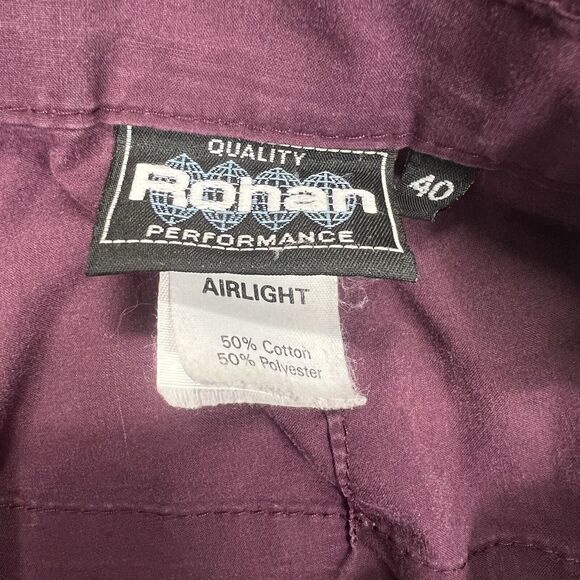 QUALITY
Rohan
PERFORMANCE
40
AIRLIGHT
50% Cotton
50% Polyester